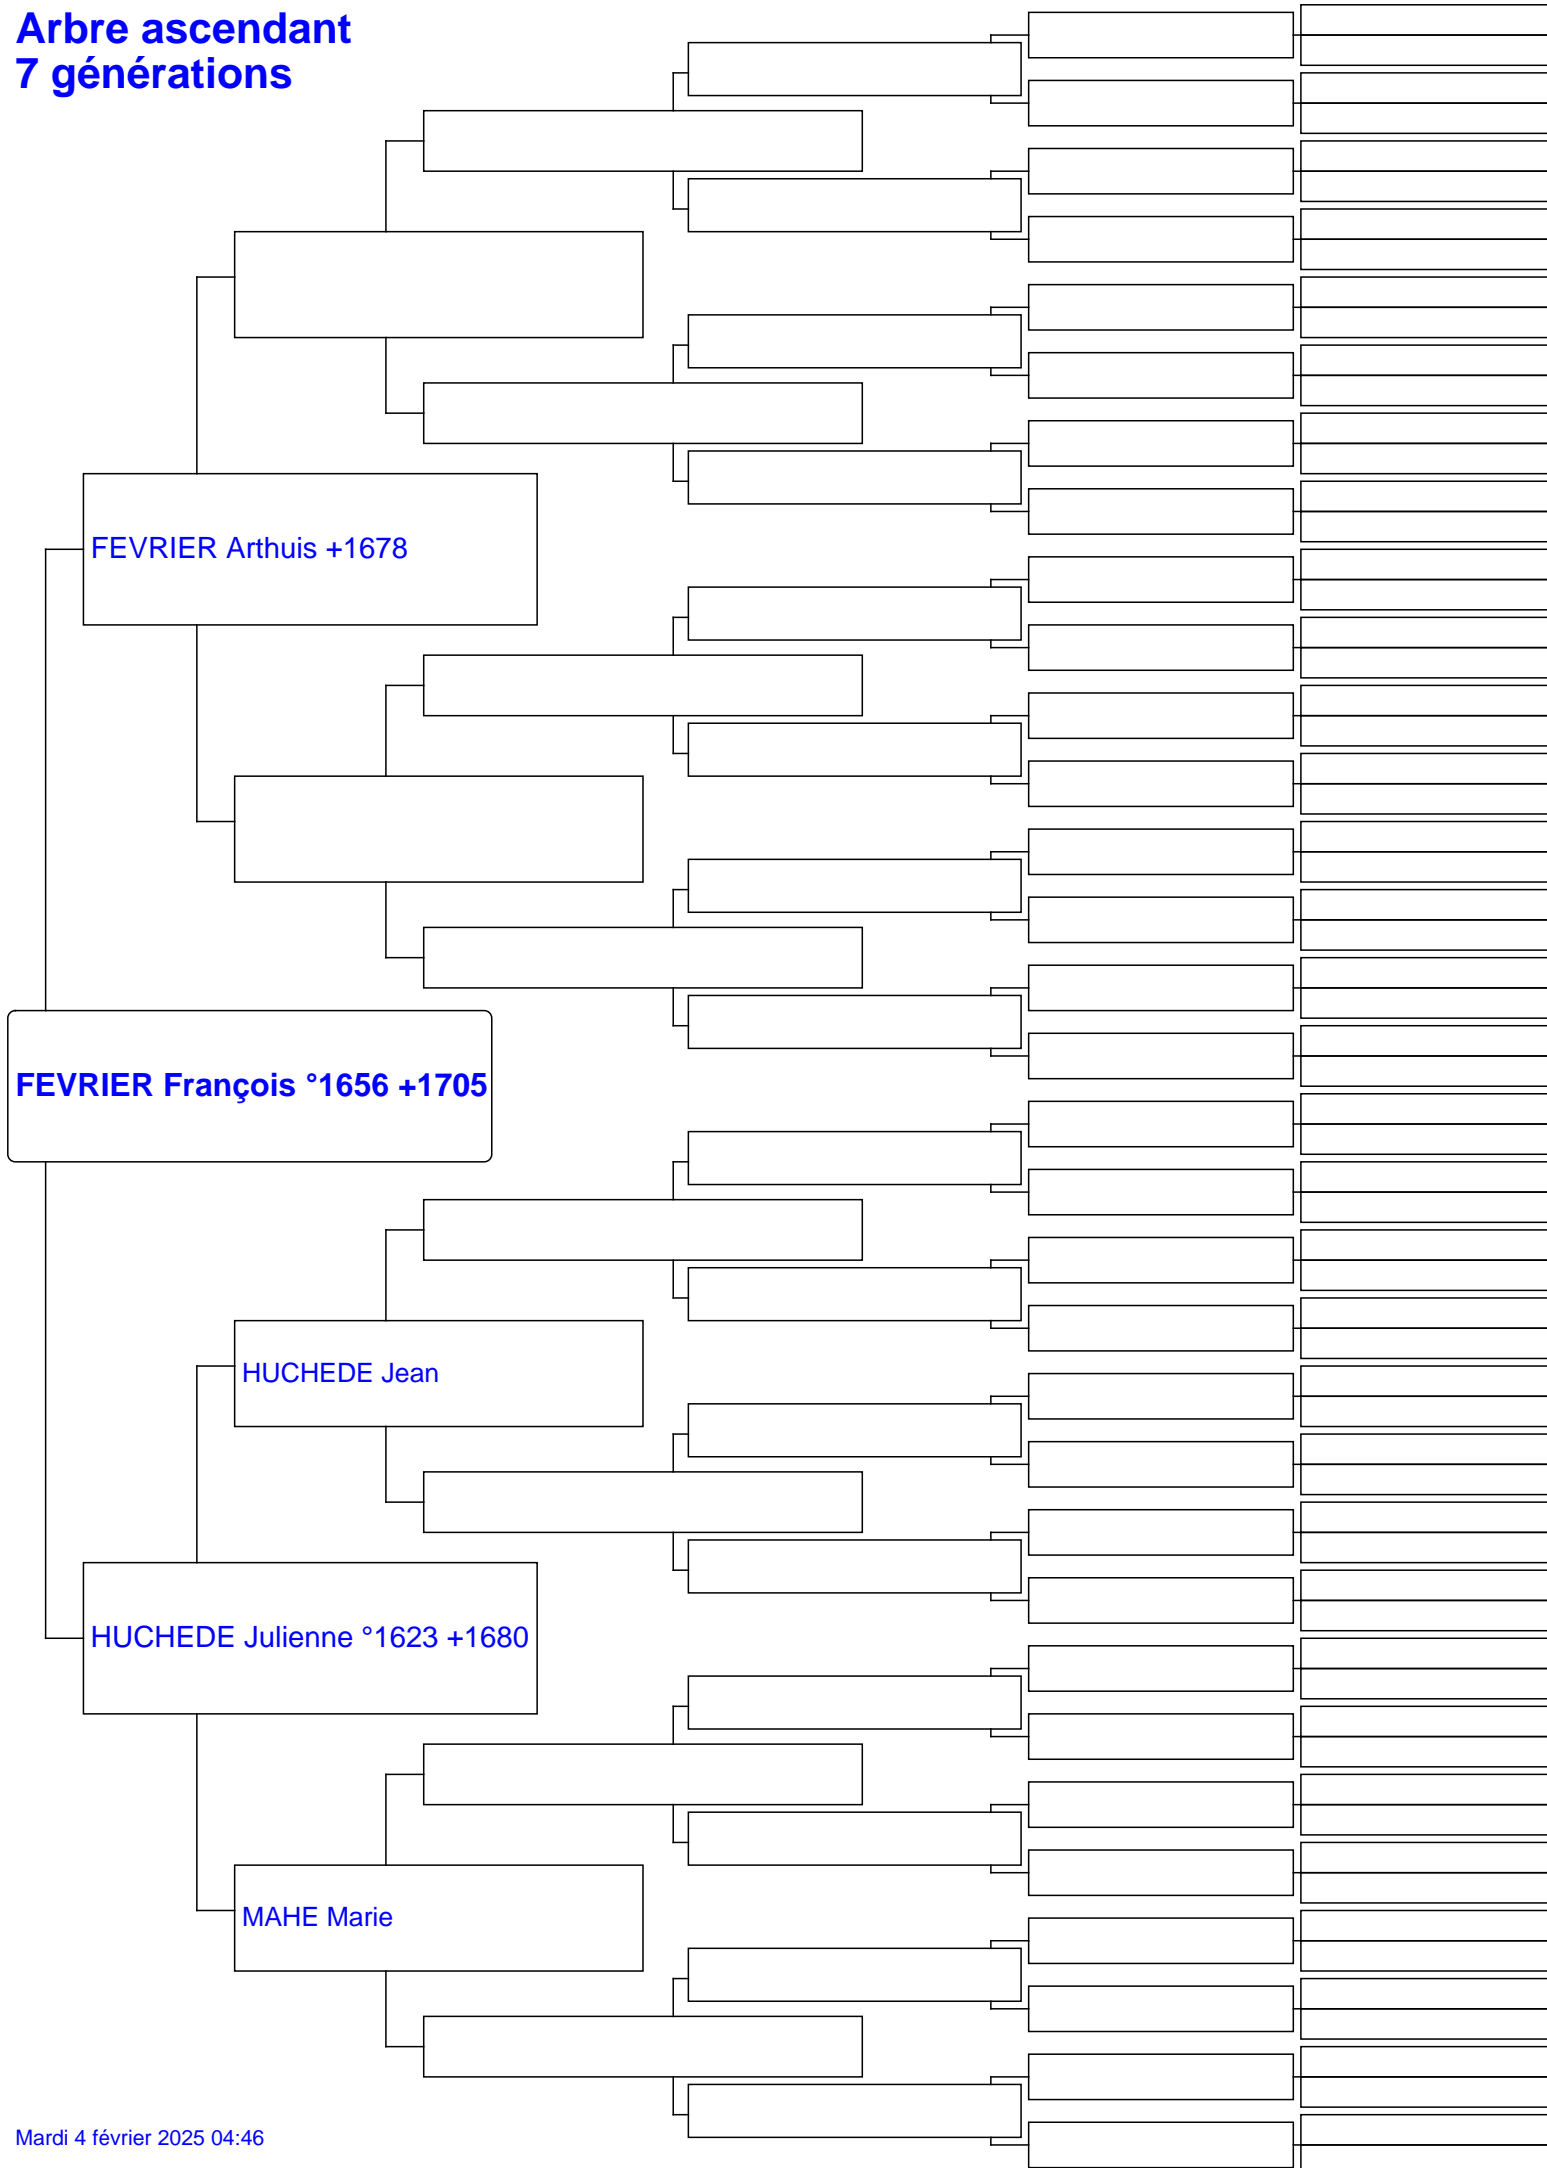 Arbre ascendant
7 générations
FEVRIER Arthuis +1678
FEVRIER François °1656 +1705
HUCHEDE Jean
HUCHEDE Julienne °1623 +1680
MAHE Marie
Mardi 4 février 2025 04:46